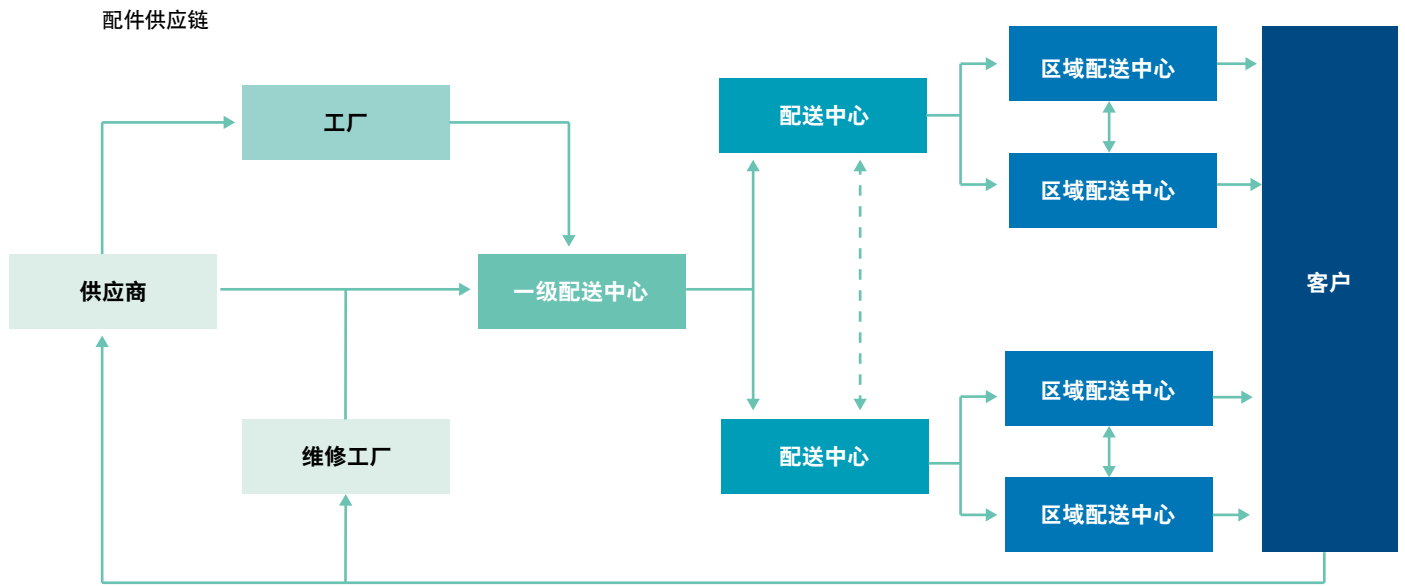 配件供应链
工厂
供应商
维修工厂
一级配送中心
配送中心
配送中心
区域配送中心
区域配送中心
区域配送中心
区域配送中心
客户